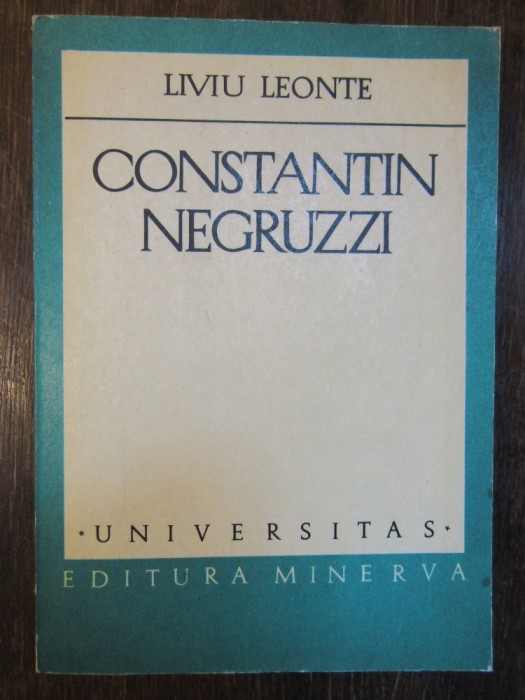 LIVIU LEONTE
CONSTANTIN
NEGRUZZI
* UNIVERSITAS *
EDITURA MINERVA